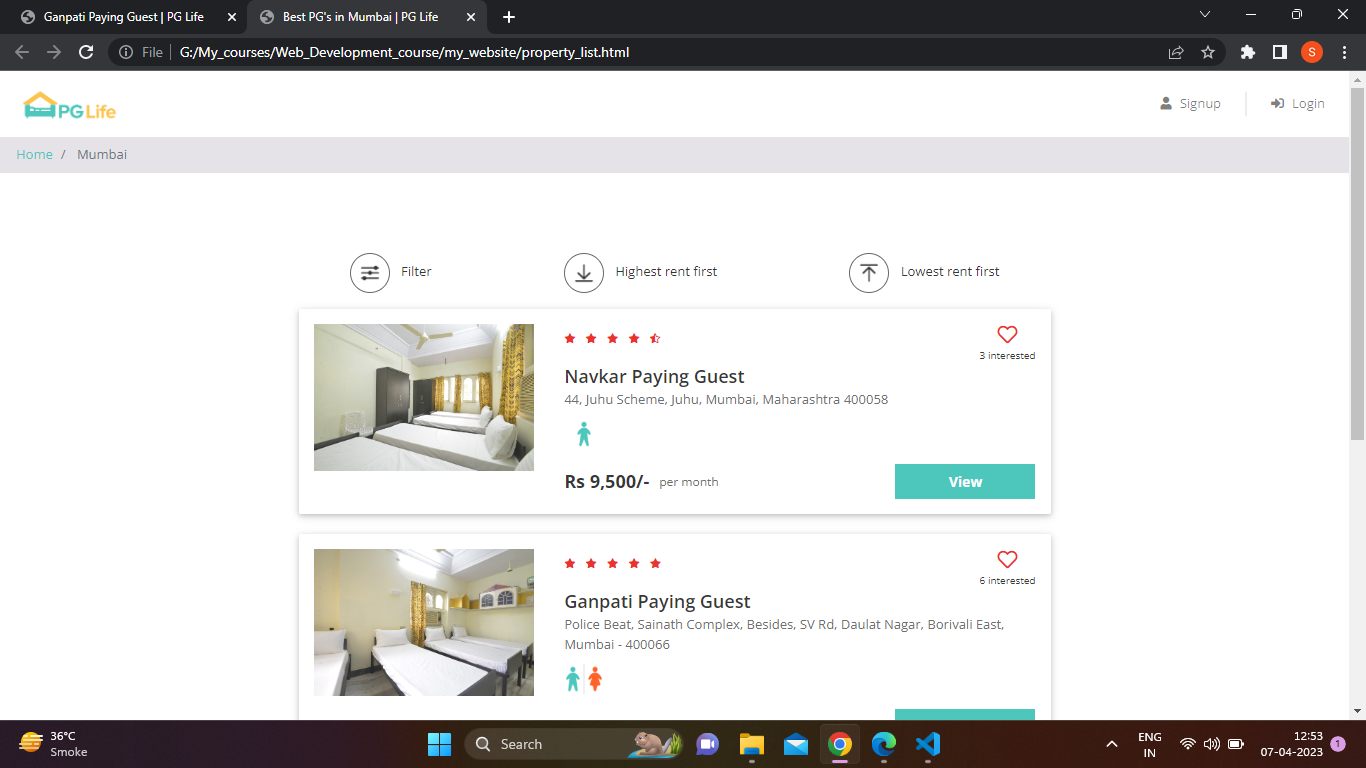 Ganpati Paying Guest | PG Life
Best PG's in Mumbai | PG Life
File
G:/My_courses/Web_Development_course/my_website/property_list.html
S
PG Life
Signup
Login
Home / Mumbai
Filter
Highest rent first
Lowest rent first
3 interested
Navkar Paying Guest
44, Juhu Scheme, Juhu, Mumbai, Maharashtra 400058
Rs 9,500/- per month
View
6 interested
Ganpati Paying Guest
Police Beat, Sainath Complex, Besides, SV Rd, Daulat Nagar, Borivali East,
Mumbai - 400066
36°C
Smoke
Search
ENG
IN
12:53
07-04-2023
1